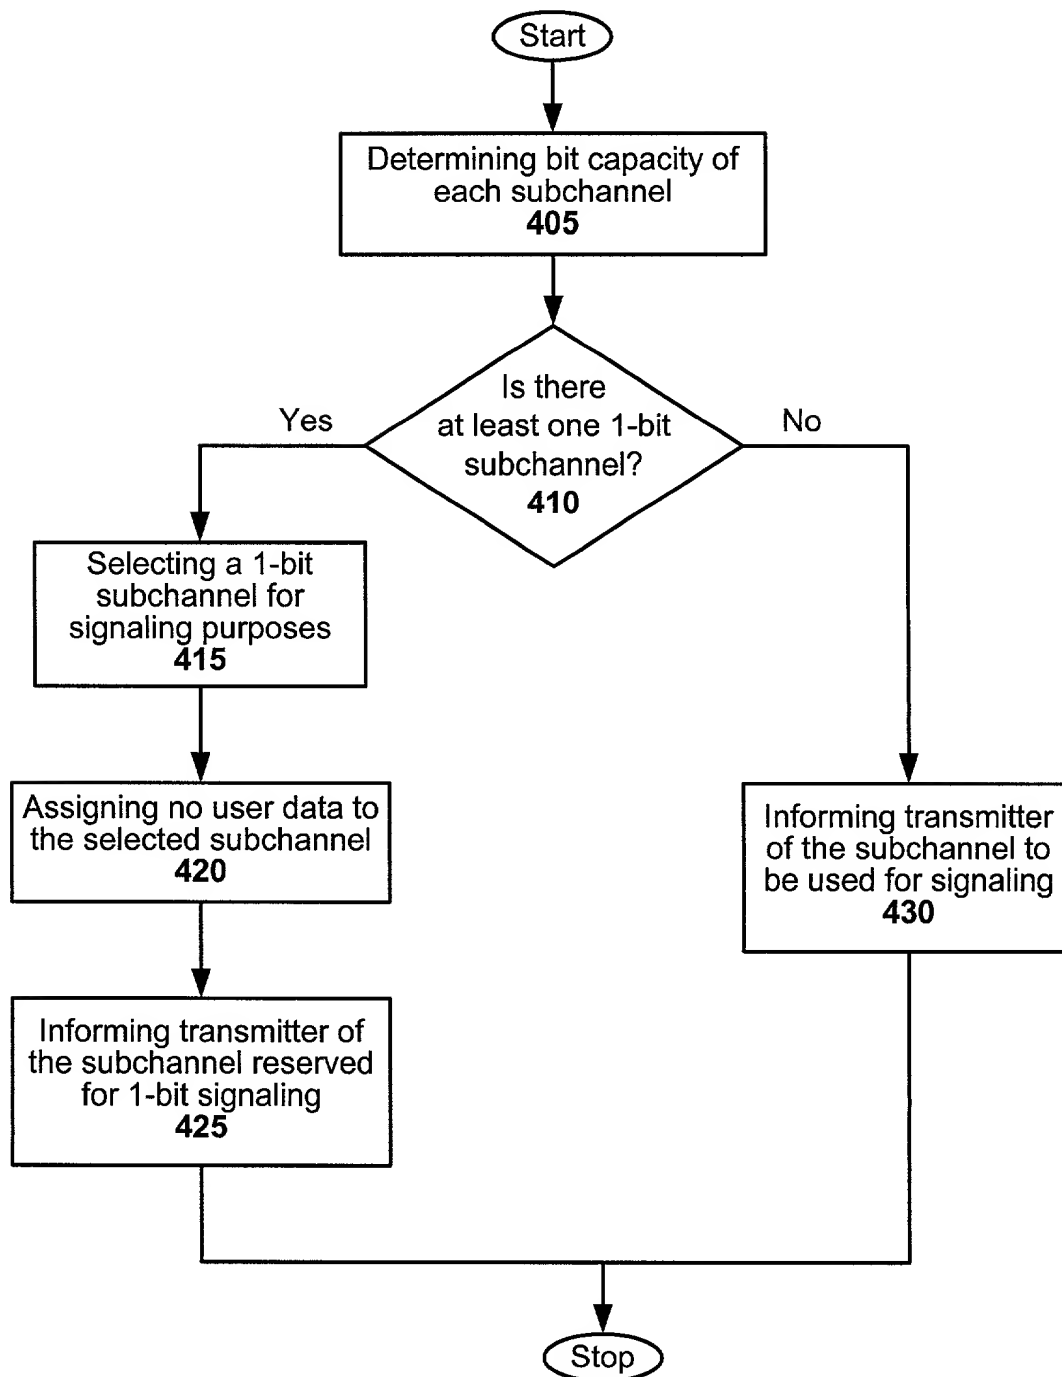 Start
Determining bit capacity of
each subchannel
405
Is there
at least one 1-bit
subchannel?
410
Yes
No
Selecting a 1-bit
subchannel for
signaling purposes
415
Assigning no user data to
the selected subchannel
420
Informing transmitter
of the subchannel to
be used for signaling
430
Informing transmitter of
the subchannel reserved
for 1-bit signaling
425
Stop